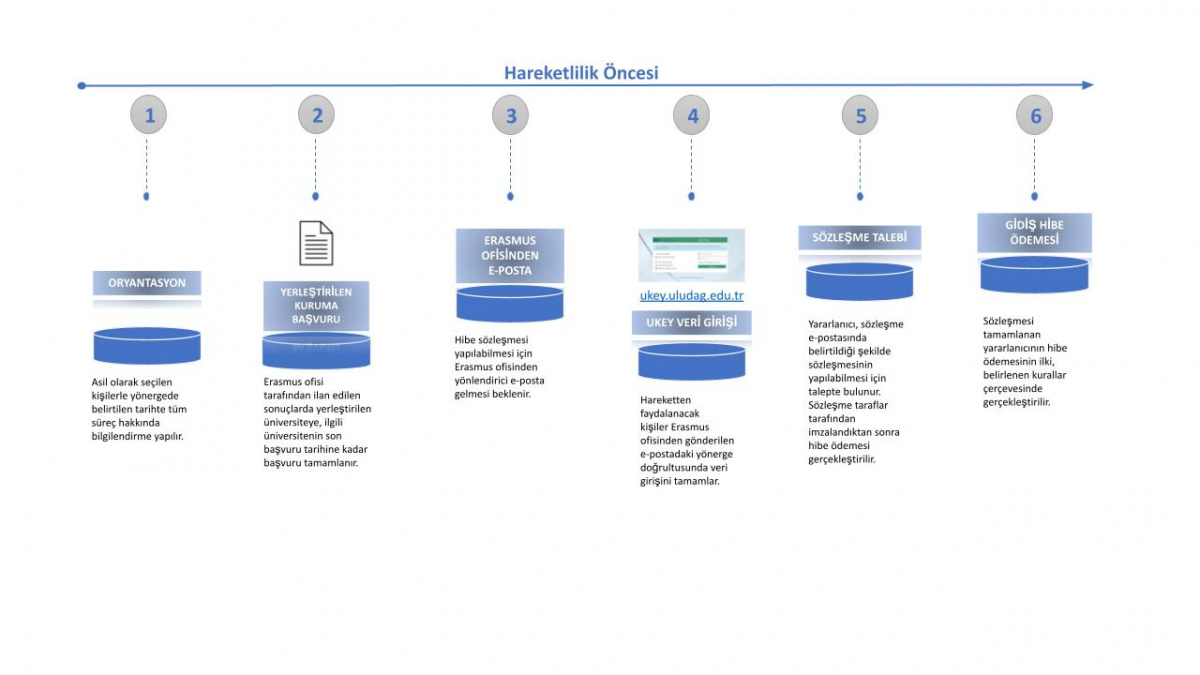 Hareketlilik Öncesi
1
2
3
4
5
6
ORYANTASYON
Asil olarak seçilen
kişilerle yönergede
belirtilen tarihte tüm
süreç hakkında
bilgilendirme yapılır.
YERLEŞTİRİLEN
KURUMA
BAŞVURU
Erasmus ofisi
tarafından ilan edilen
sonuçlarda yerleştirilen
üniversiteye, ilgili
üniversitenin son
başvuru tarihine kadar
başvuru tamamlanır.
ERASMUS
OFİSİNDEN
E-POSTA
Hibe sözleşmesi
yapılabilmesi için
Erasmus ofisinden
yönlendirici e-posta
gelmesi beklenir.
ukey.uludag.edu.tr
UKEY VERİ GİRİŞİ
Hareketten
faydalanacak
kişiler Erasmus
ofisinden gönderilen
e-postadaki yönerge
doğrultusunda veri
girişini tamamlar.
SÖZLEŞME TALEBİ
Yararlanıcı, sözleşme
e-postasında
belirtildiği şekilde
sözleşmesinin
yapılabilmesi için
talepte bulunur.
Sözleşme taraflar
tarafından
imzalandıktan sonra
hibe ödemesi
gerçekleştirilir.
GİDİŞ HİBE
ÖDEMESİ
Sözleşmesi
tamamlanan
yararlanıcının hibe
ödemesinin ilki,
belirlenen kurallar
çerçevesinde
gerçekleştirilir.